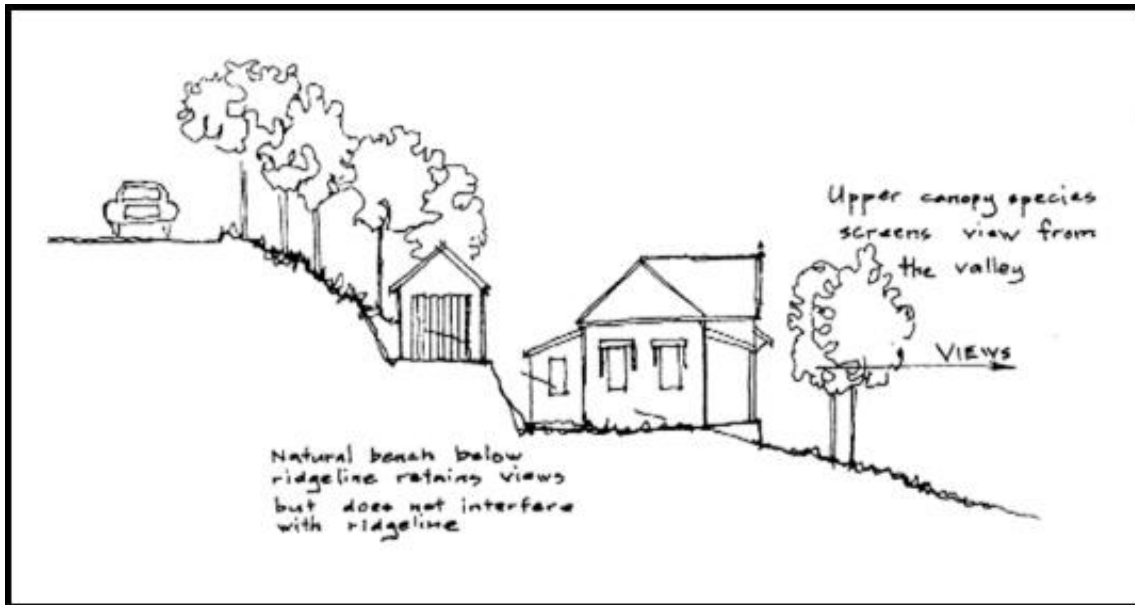 Upper canopy species
screens view from
the valley
VIEWS
Natural bench below
ridgeline retains views
but does not interfere
with ridgeline